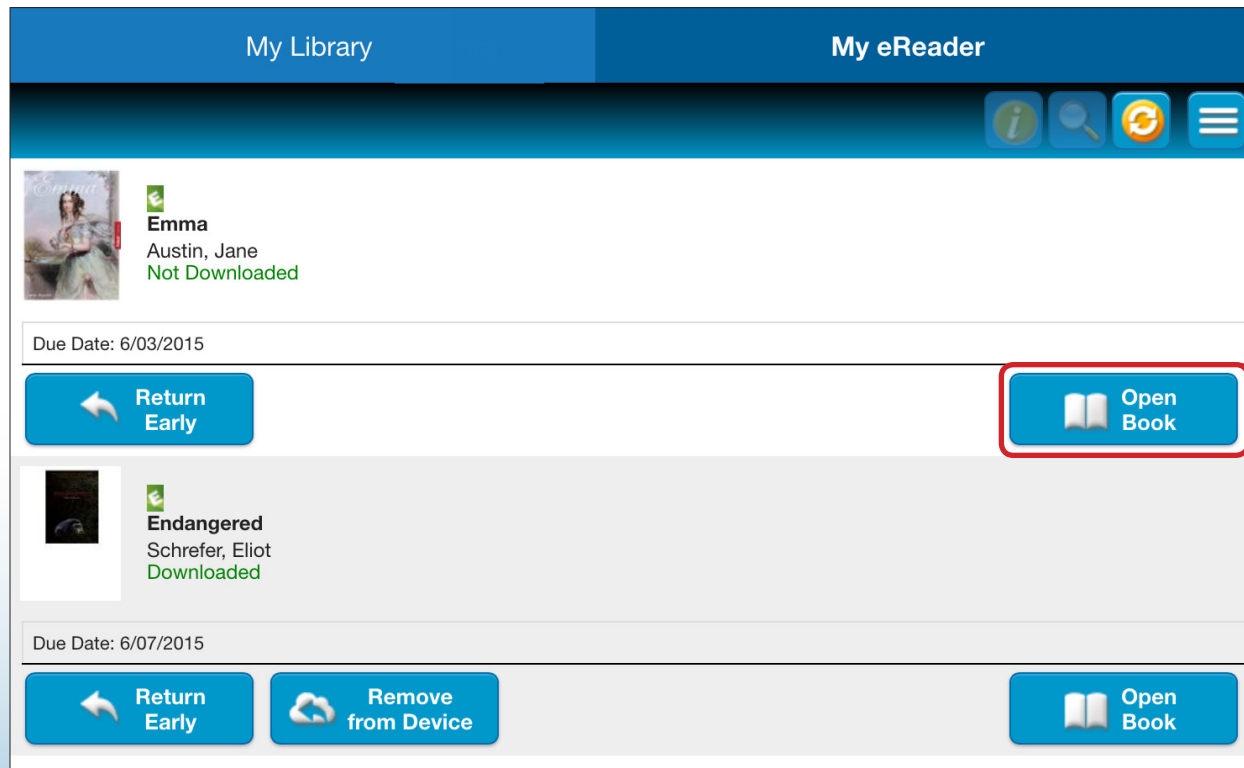 My Library
My eReader
Emma
Emma
Austin, Jane
Not Downloaded
Due Date: 6/03/2015
Return
Early
Open
Book
Endangered
Schrefer, Eliot
Downloaded
Due Date: 6/07/2015
Return
Early
Remove
from Device
Open
Book